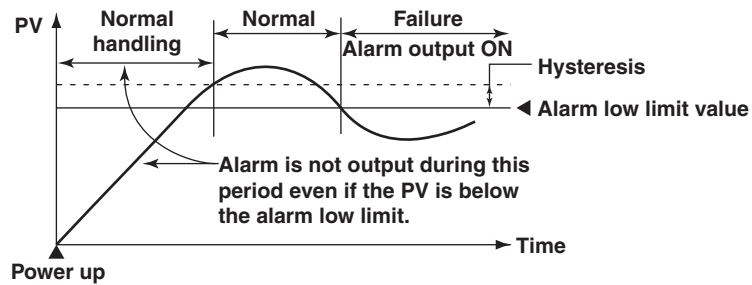 PV
Normal handling
Normal
Failure
Alarm output ON
Hysteresis
Alarm low limit value
Alarm is not output during this
period even if the PV is below
the alarm low limit.
Time
Power up